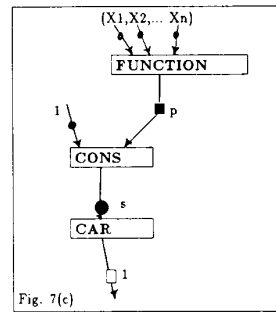 (X1,X2,... Xn)
FUNCTION
p
1
CONS
s
CAR
1
Fig. 7(c)